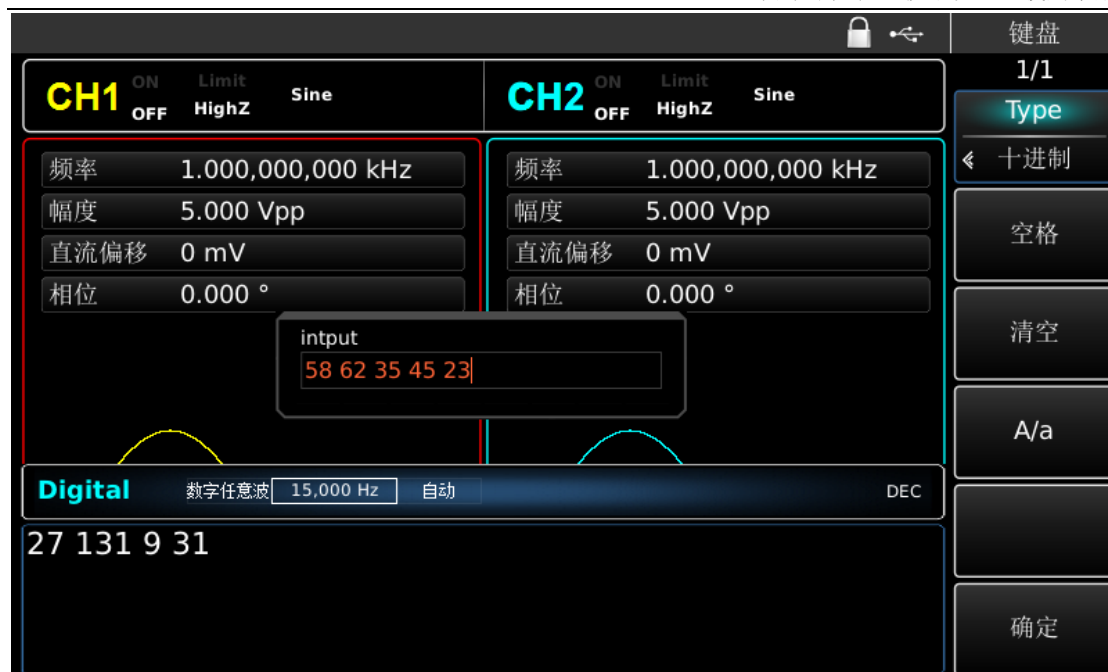 键盘
1/1
CH1 ON OFF Limit HighZ Sine
CH2 ON OFF Limit HighZ Sine
Type
十进制
频率 1.000,000,000 kHz
幅度 5.000 Vpp
直流偏移 0 mV
相位 0.000 °
频率 1.000,000,000 kHz
幅度 5.000 Vpp
直流偏移 0 mV
相位 0.000 °
空格
清空
A/a
确定
intput
58 62 35 45 23
Digital 数字任意波 15,000 Hz 自动 DEC
27 131 9 31